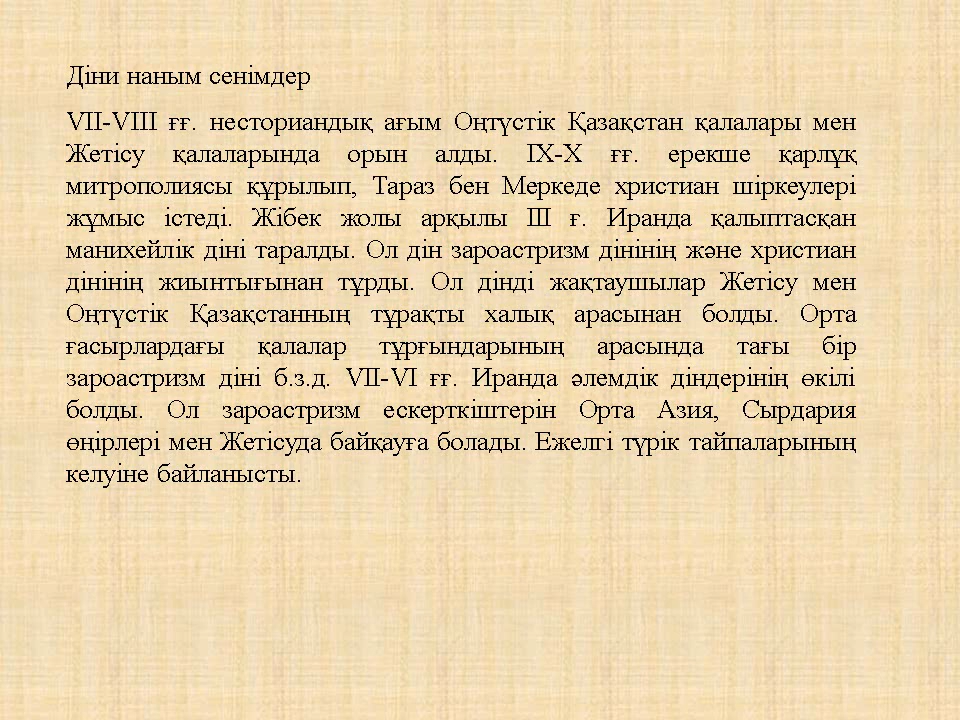 Діни наным сенімдер
VII-VIII ғғ. несториандық ағым Оңтүстік Қазақстан қалалары мен
Жетісу қалаларында орын алды. IX-X ғғ. ерекше қарлұқ
митрополиясы құрылып, Тараз бен Меркеде христиан шіркеулері
жұмыс істеді. Жібек жолы арқылы III ғ. Иранда қалыптасқан
манихейлік діні таралды. Ол дін зароастризм дінінің және христиан
дінінің жиынтығынан тұрды. Ол дінді жақтаушылар Жетісу мен
Оңтүстік Қазақстанның тұрақты халық арасынан болды. Орта
ғасырлардағы қалалар тұрғындарының арасында тағы бір
зароастризм діні б.з.д. VII-VI ғғ. Иранда әлемдік діндерінің өкілі
болды. Ол зароастризм ескерткіштерін Орта Азия, Сырдария
өңірлері мен Жетісуда байқауға болады. Ежелгі түрік тайпаларының
келуіне байланысты.